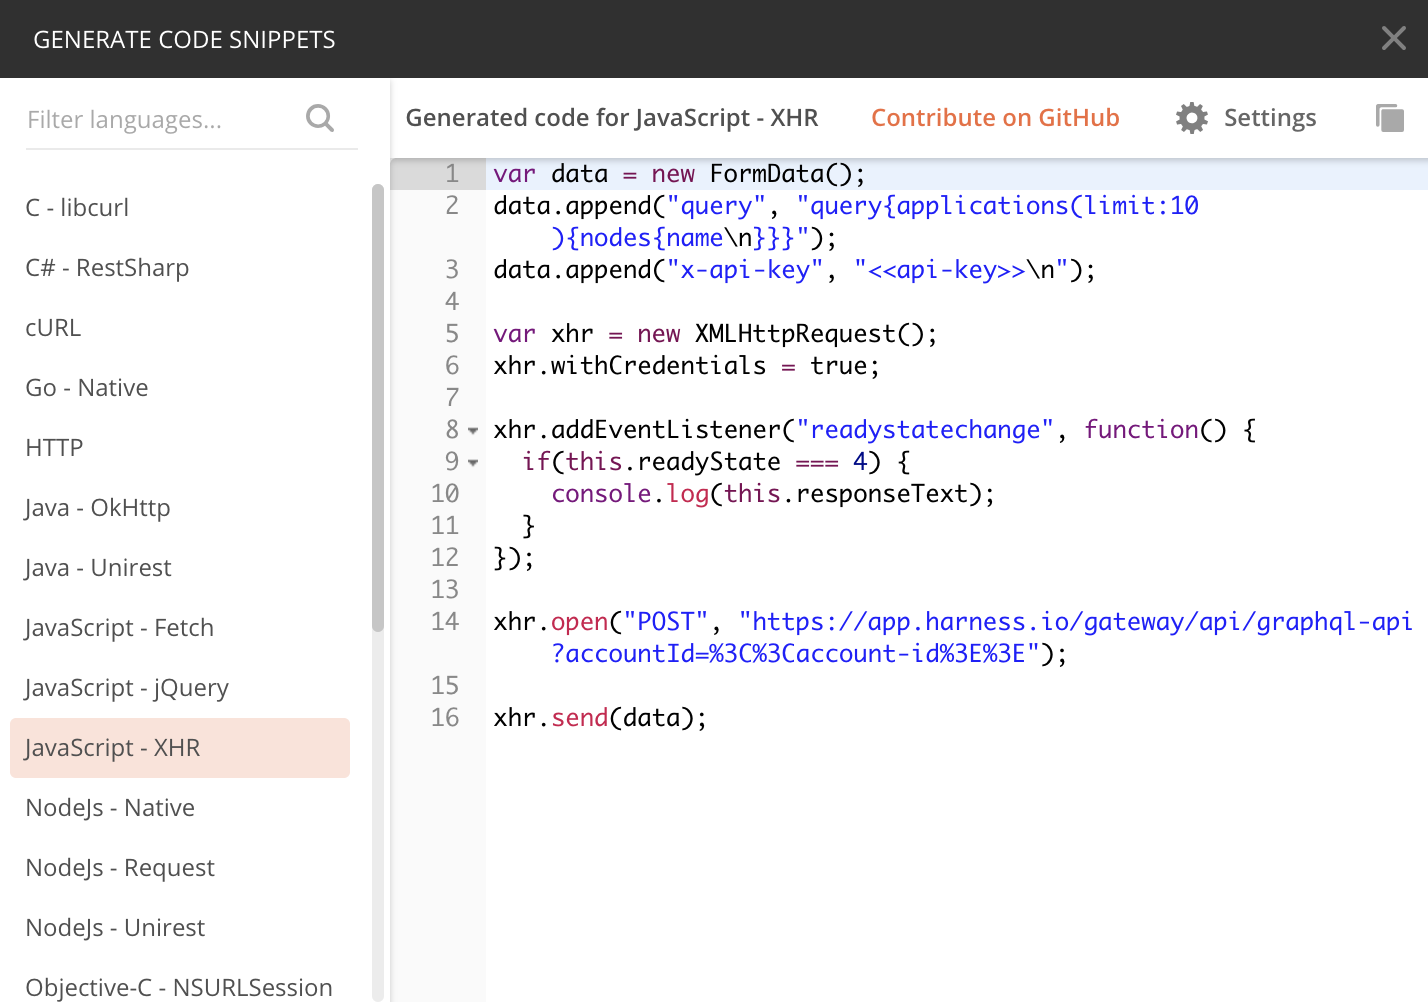 GENERATE CODE SNIPPETS
Filter languages...
C - libcurl
C# - RestSharp
cURL
Go - Native
HTTP
Java - OkHttp
Java - Unirest
JavaScript - Fetch
JavaScript - jQuery
JavaScript - XHR
NodeJs - Native
NodeJs - Request
NodeJs - Unirest
Objective-C - NSURLSession
Generated code for JavaScript - XHR Contribute on GitHub Settings
1 var data = new FormData();
2 data.append("query", "query{applications(limit:10
){nodes{name\n}}}");
3 data.append("x-api-key", "<<api-key>>\n");
4
5 var xhr = new XMLHttpRequest();
6 xhr.withCredentials = true;
7
8 xhr.addEventListener("readystatechange", function() {
9 if(this.readyState === 4) {
10 console.log(this.responseText);
11 }
12 });
13
14 xhr.open("POST", "https://app.harness.io/gateway/api/graphql-api
?accountId=%3C%3Caccount-id%3E%3E");
15
16 xhr.send(data);